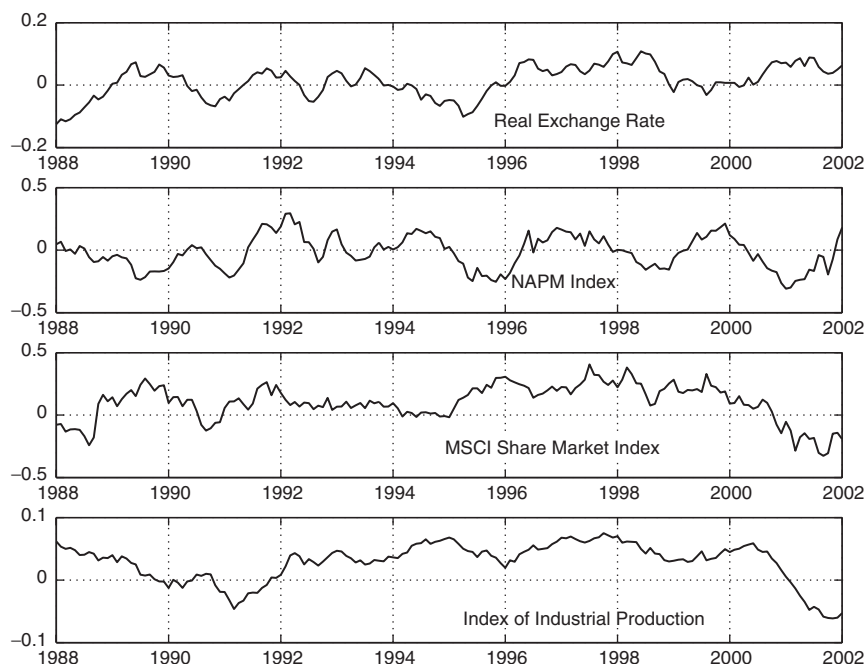 0.2
0
−0.2
Real Exchange Rate
1988 1990 1992 1994 1996 1998 2000 2002
0.5
0
−0.5
NAPM Index
1988 1990 1992 1994 1996 1998 2000 2002
0.5
0
−0.5
MSCI Share Market Index
1988 1990 1992 1994 1996 1998 2000 2002
0.1
0
−0.1
Index of Industrial Production
1988 1990 1992 1994 1996 1998 2000 2002